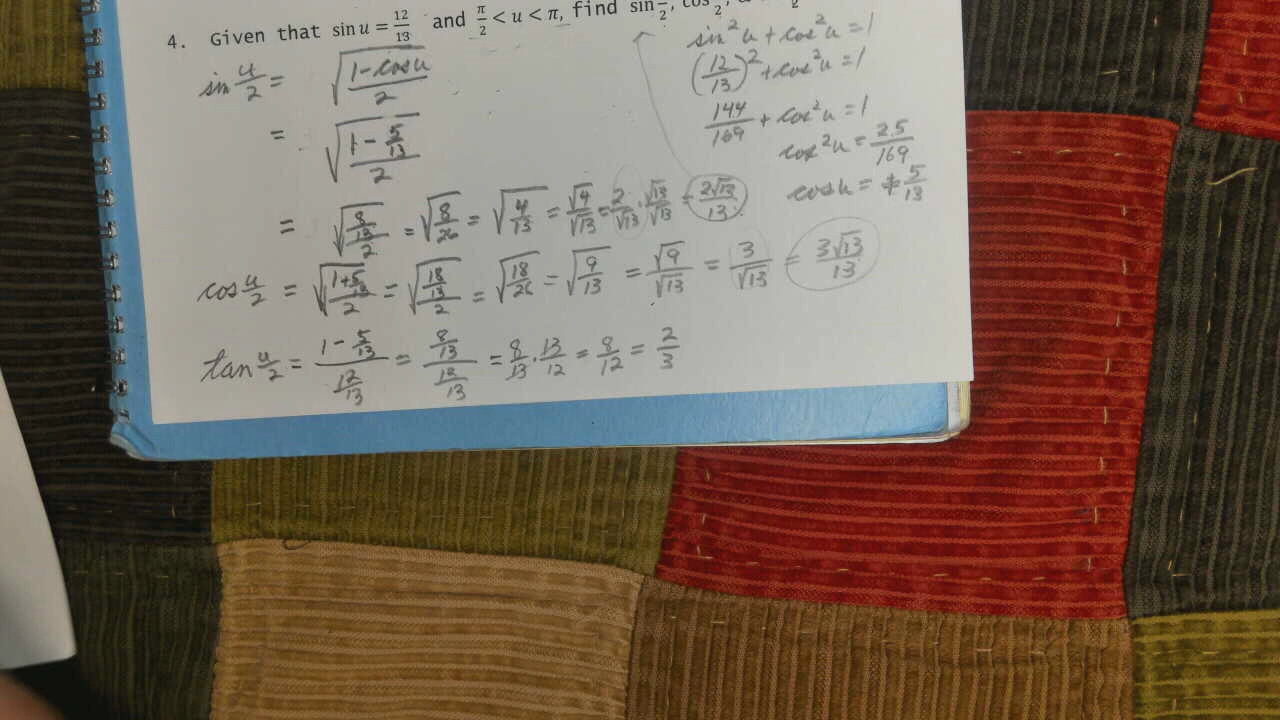 4. Given that sin u = 12/13 and π/2 < u < π, find sin
sin²u + cos²u = 1
(12/13)² + cos²u = 1
144/169 + cos²u = 1
cos²u = 25/169
cos u = 5/13
sin u/2 = √((1 - cos u)/2)
= √((1 - 5/13)/2)
= √((8/13)/2) = √(8/26) = √(4/13) = √4/√13 = 2/√13 · √13/√13 = 2√13/13
cos u/2 = √((1+5/13)/2) = √((18/13)/2) = √(18/26) = √(9/13) = √9/√13 = 3/√13 = 3√13/13
tan u/2 = (1 - 5/13)/(12/13) = (8/13)/(12/13) = 8/13 · 13/12 = 8/12 = 2/3